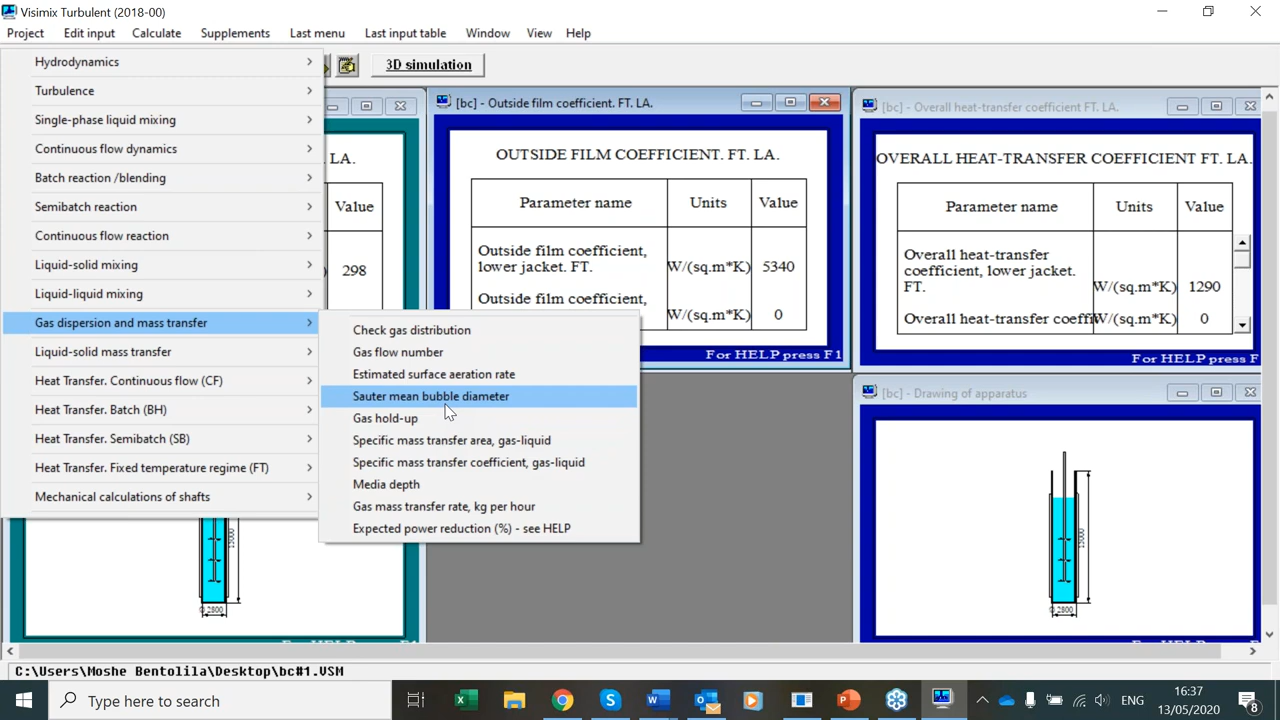 Visimix Turbulent (2018-00)
Project Edit input Calculate Supplements Last menu Last input table Window View Help
3D simulation
Hydrodynamics
Turbulence
Single-phase liquid mixing
Continuous flow dynamics
Batch reaction /blending
Semibatch reaction
Continuous flow reaction
Liquid-solid mixing
Liquid-liquid mixing
Gas dispersion and mass transfer
Liquid-solid mass transfer
Heat Transfer. Continuous flow (CF)
Heat Transfer. Batch (BH)
Heat Transfer. Semibatch (SB)
Heat Transfer. Fixed temperature regime (FT)
Mechanical calculations of shafts
Check gas distribution
Gas flow number
Estimated surface aeration rate
Sauter mean bubble diameter
Gas hold-up
Specific mass transfer area, gas-liquid
Specific mass transfer coefficient, gas-liquid
Media depth
Gas mass transfer rate, kg per hour
Expected power reduction (%) - see HELP
LA.
Value
298
[bc] - Outside film coefficient. FT. LA.
OUTSIDE FILM COEFFICIENT. FT. LA.
Parameter name Units Value
Outside film coefficient,
lower jacket. FT. W/(sq.m*K) 5340
Outside film coefficient,
W/(sq.m*K) 0
For HELP press F1
[bc] - Overall heat-transfer coefficient FT. LA.
OVERALL HEAT-TRANSFER COEFFICIENT FT. LA.
Parameter name Units Value
Overall heat-transfer
coefficient, lower jacket.
FT. W/(sq.m*K) 1290
Overall heat-transfer coeffi W/(sq.m*K) 0
For HELP press F
[bc] - Drawing of apparatus
For HELP press F1
C:\Users\Moshe Bentolila\Desktop\bc#1.VSM
Type here to search
ENG
16:37
13/05/2020
8